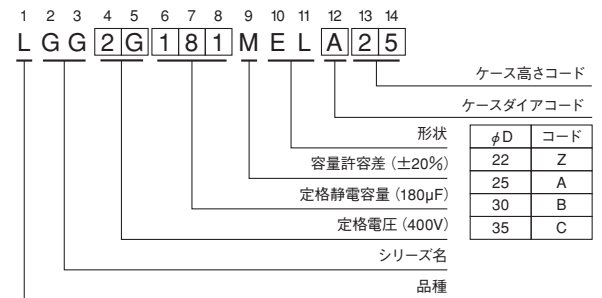 1 2 3 4 5 6 7 8 9 10 11 12 13 14
L G G 2 G 1 8 1 M E L A 2 5
ケース高さコード
ケースダイアコード
形状
容量許容差（±20%）
定格静電容量（180µF）
定格電圧（400V）
シリーズ名
品種
φD コード
22 Z
25 A
30 B
35 C